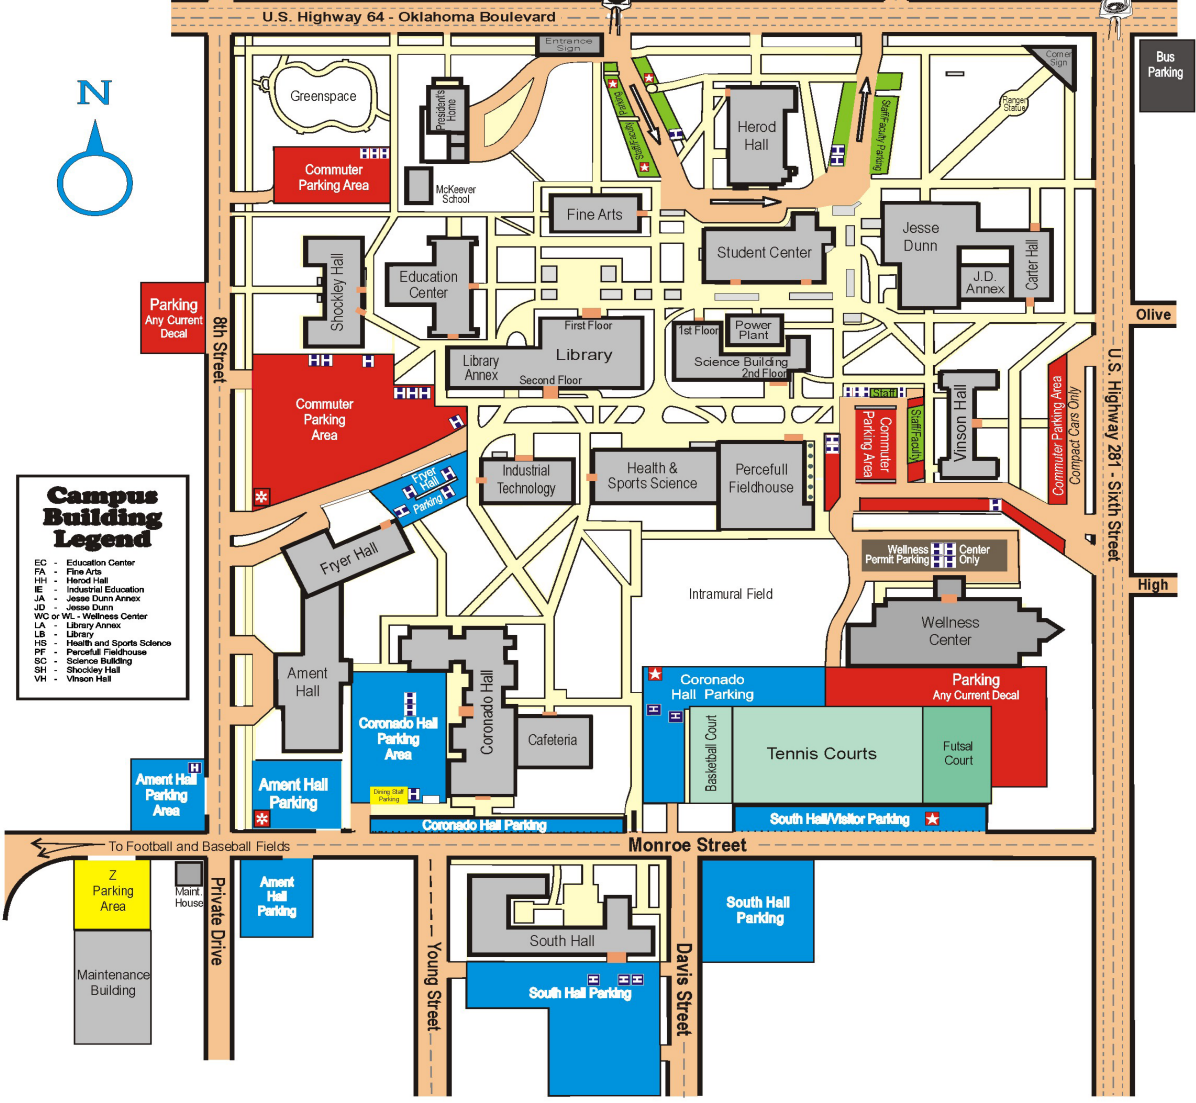 U.S. Highway 64 - Oklahoma Boulevard
Entrance
Sign
Corner
Sign
Bus
Parking
N
Greenspace
President's
Home
Staff/Faculty Parking
Herod
Hall
Staff/Faculty Parking
Ranger
Statue
Commuter
Parking Area
McKeever
School
Fine Arts
Student Center
Jesse
Dunn
Carter Hall
J.D.
Annex
Shockley Hall
Education
Center
Parking
Any Current
Decal
8th Street
First Floor
Library
Library
Annex
Second Floor
1st Floor
Power
Plant
Science Building
2nd Floor
Olive
U.S. Highway 281 - Sixth Street
Commuter Parking Area
Compact Cars Only
Commuter
Parking
Area
Staff
Commuter
Parking Area
Staff/Faculty
Vinson Hall
Fryer
Hall
Parking
Industrial
Technology
Health &
Sports Science
Percefull
Fieldhouse
Campus
Building
Legend
EC - Education Center
FA - Fine Arts
HH - Herod Hall
IE - Industrial Education
JA - Jesse Dunn Annex
JD - Jesse Dunn
WC or WL - Wellness Center
LA - Library Annex
LB - Library
HS - Health and Sports Science
PF - Percefull Fieldhouse
SC - Science Building
SH - Shockley Hall
VH - Vinson Hall
Fryer Hall
Wellness Center
Permit Parking Only
High
Intramural Field
Wellness
Center
Ament
Hall
Coronado Hall
Parking
Area
Coronado Hall
Cafeteria
Coronado
Hall Parking
Parking
Any Current Decal
Basketball Court
Tennis Courts
Futsal
Court
Ament Hall
Parking
Area
Ament Hall
Parking
Dining Staff
Parking
Coronado Hall Parking
South Hall/Visitor Parking
To Football and Baseball Fields
Monroe Street
Z
Parking
Area
Maint.
House
Private Drive
Ament
Hall
Parking
Young Street
South Hall
Davis Street
South Hall
Parking
Maintenance
Building
South Hall Parking
H